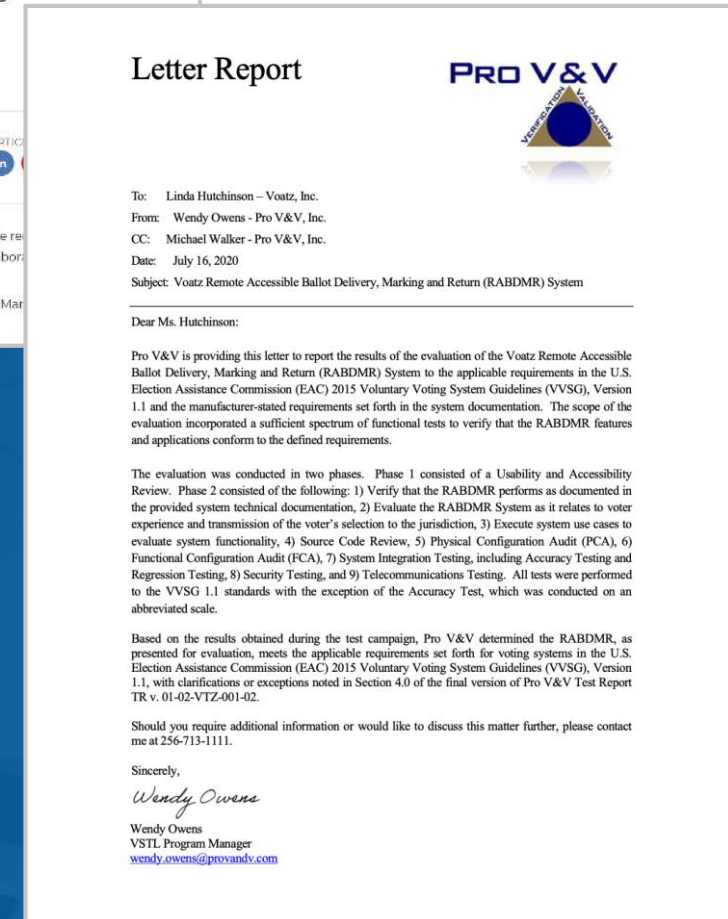 Letter Report
PRO V&V
VERIFICATION VALIDATION
To: Linda Hutchinson – Voatz, Inc.
From: Wendy Owens - Pro V&V, Inc.
CC: Michael Walker - Pro V&V, Inc.
Date: July 16, 2020
Subject: Voatz Remote Accessible Ballot Delivery, Marking and Return (RABDMR) System
Dear Ms. Hutchinson:
Pro V&V is providing this letter to report the results of the evaluation of the Voatz Remote Accessible
Ballot Delivery, Marking and Return (RABDMR) System to the applicable requirements in the U.S.
Election Assistance Commission (EAC) 2015 Voluntary Voting System Guidelines (VVSG), Version
1.1 and the manufacturer-stated requirements set forth in the system documentation. The scope of the
evaluation incorporated a sufficient spectrum of functional tests to verify that the RABDMR features
and applications conform to the defined requirements.
The evaluation was conducted in two phases. Phase 1 consisted of a Usability and Accessibility
Review. Phase 2 consisted of the following: 1) Verify that the RABDMR performs as documented in
the provided system technical documentation, 2) Evaluate the RABDMR System as it relates to voter
experience and transmission of the voter's selection to the jurisdiction, 3) Execute system use cases to
evaluate system functionality, 4) Source Code Review, 5) Physical Configuration Audit (PCA), 6)
Functional Configuration Audit (FCA), 7) System Integration Testing, including Accuracy Testing and
Regression Testing, 8) Security Testing, and 9) Telecommunications Testing. All tests were performed
to the VVSG 1.1 standards with the exception of the Accuracy Test, which was conducted on an
abbreviated scale.
Based on the results obtained during the test campaign, Pro V&V determined the RABDMR, as
presented for evaluation, meets the applicable requirements set forth for voting systems in the U.S.
Election Assistance Commission (EAC) 2015 Voluntary Voting System Guidelines (VVSG), Version
1.1, with clarifications or exceptions noted in Section 4.0 of the final version of Pro V&V Test Report
TR v. 01-02-VTZ-001-02.
Should you require additional information or would like to discuss this matter further, please contact
me at 256-713-1111.
Sincerely,
Wendy Owens
Wendy Owens
VSTL Program Manager
wendy.owens@provandv.com